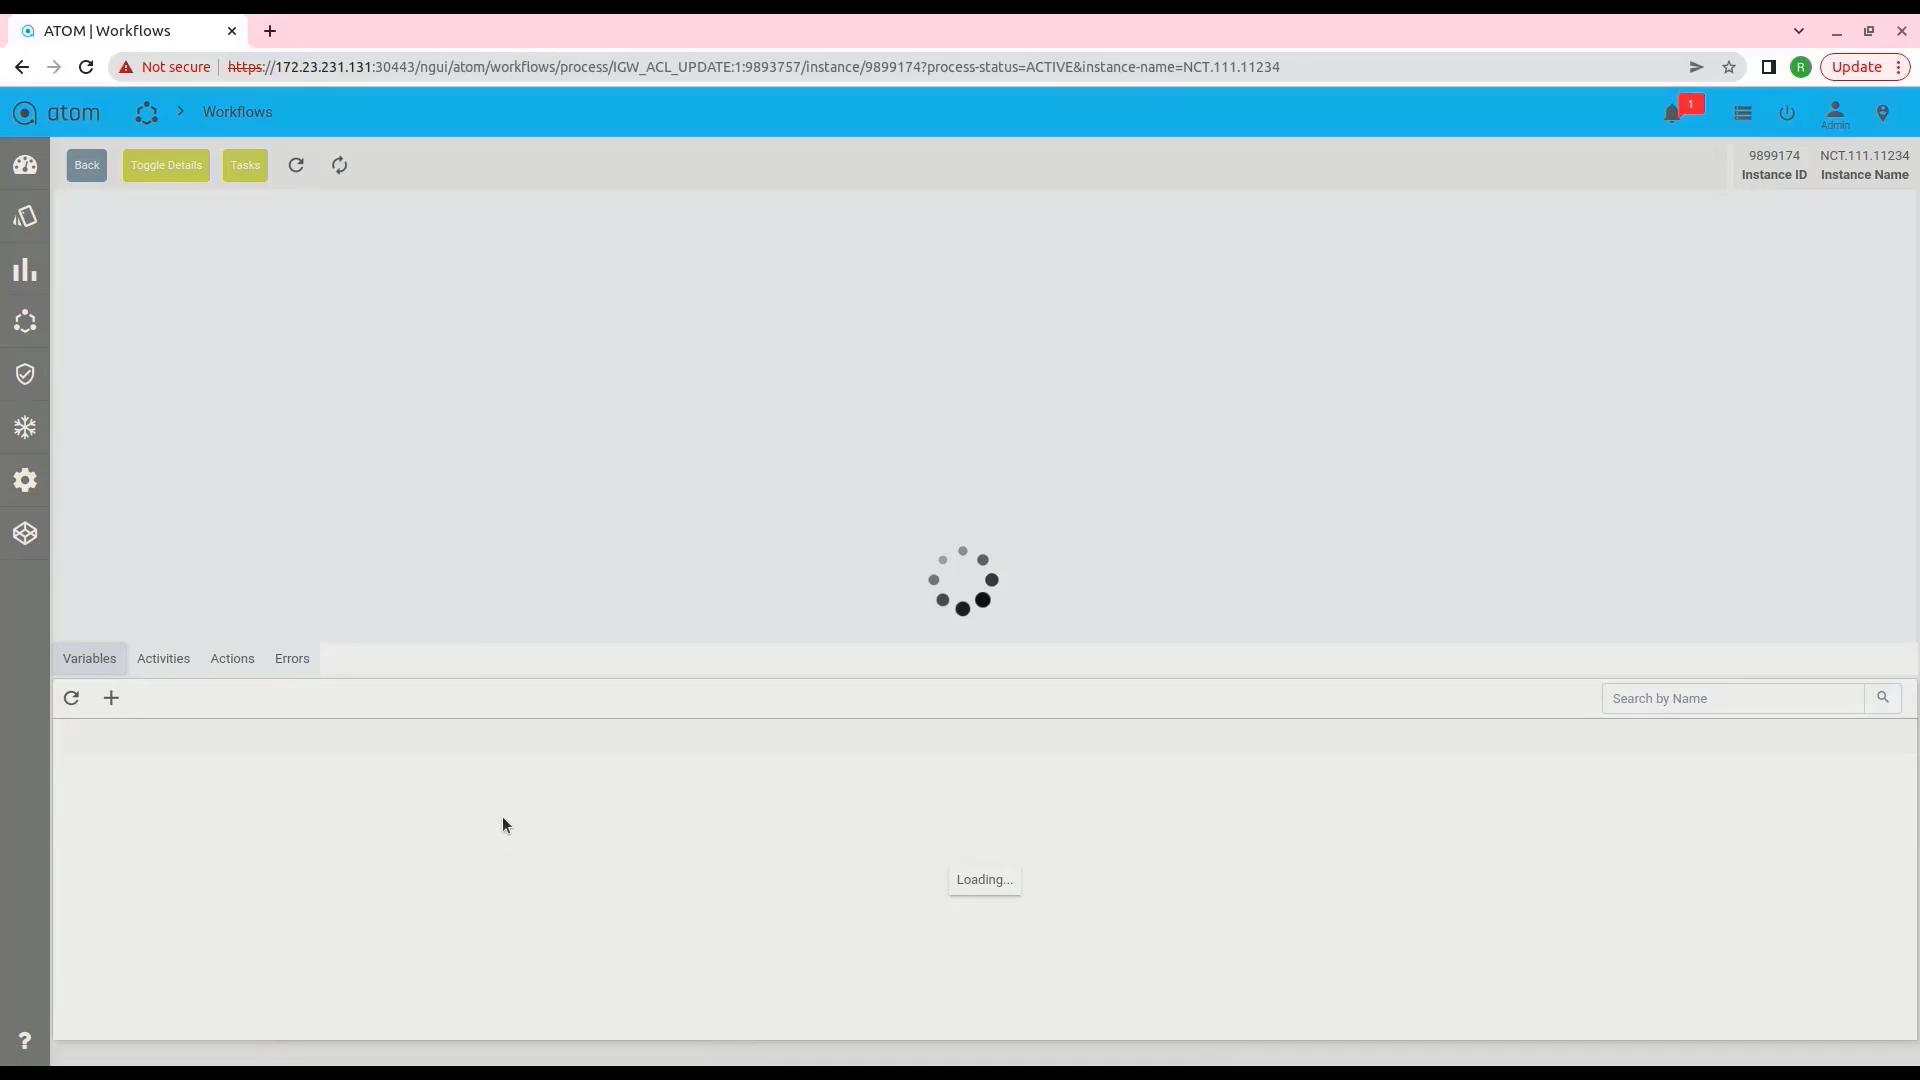 ATOM | Workflows
Not secure https://172.23.231.131:30443/ngui/atom/workflows/process/IGW_ACL_UPDATE:1:9893757/instance/9899174?process-status=ACTIVE&instance-name=NCT.111.11234
R
Update
atom
Workflows
1
Admin
Back
Toggle Details
Tasks
9899174 NCT.111.11234
Instance ID Instance Name
Variables Activities Actions Errors
Search by Name
Loading...
?